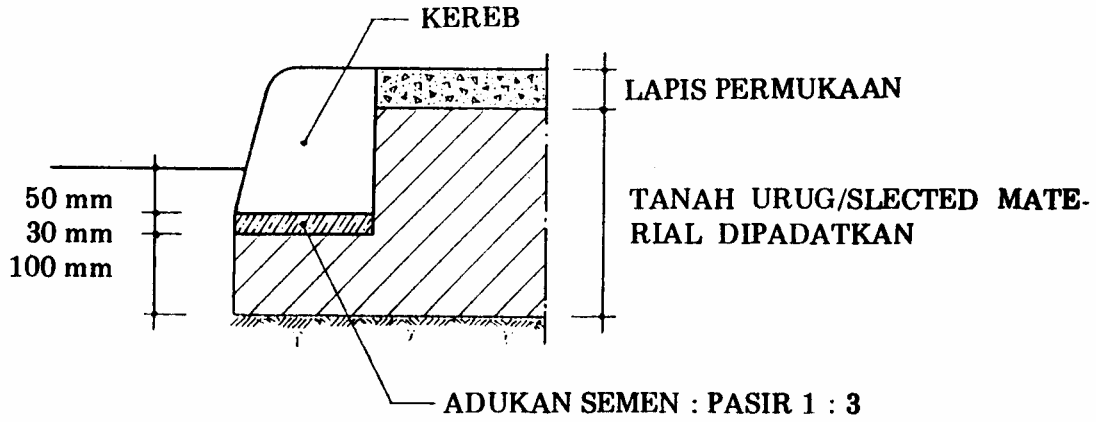 KEREB
LAPIS PERMUKAAN
50 mm
30 mm
100 mm
TANAH URUG/SLECTED MATE-
RIAL DIPADATKAN
ADUKAN SEMEN : PASIR 1 : 3